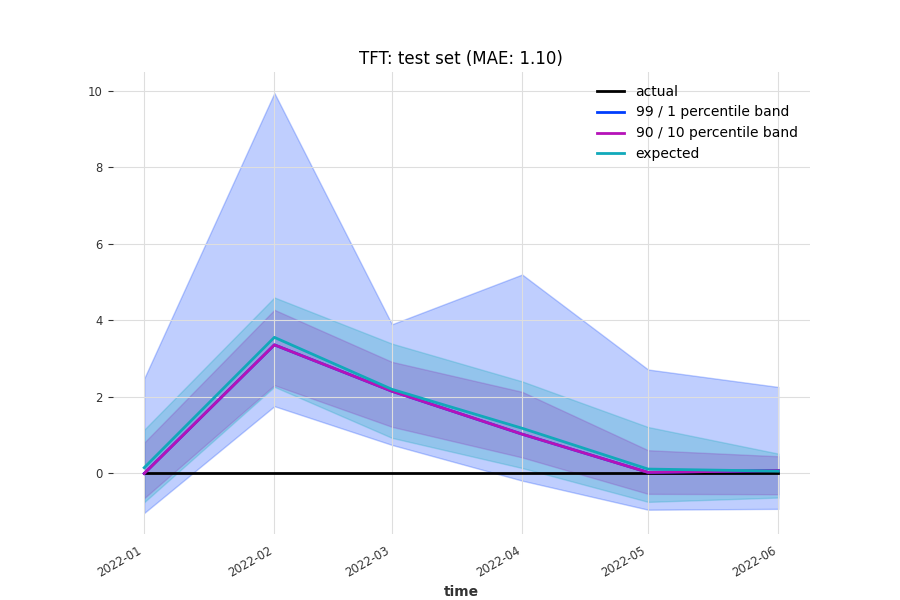 TFT: test set (MAE: 1.10)
actual
99 / 1 percentile band
90 / 10 percentile band
expected
10
8
6
4
2
0
2022-01
2022-02
2022-03
2022-04
2022-05
2022-06
time